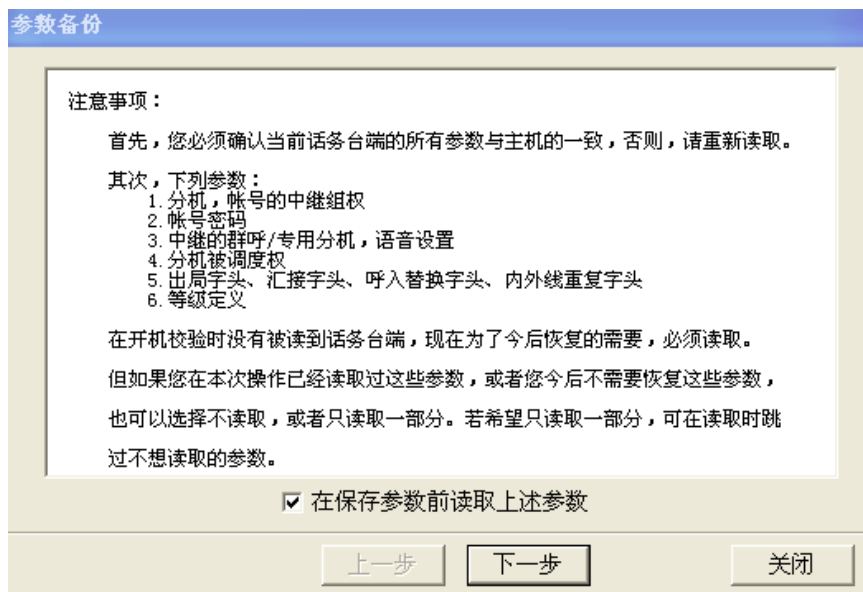 参数备份
注意事项：
首先，您必须确认当前话务台端的所有参数与主机的一致，否则，请重新读取。
其次，下列参数：
1.分机，帐号的中继组权
2.帐号密码
3.中继的群呼/专用分机，语音设置
4.分机被调度权
5.出局字头、汇接字头、呼入替换字头、内外线重复字头
6.等级定义
在开机校验时没有被读到话务台端，现在为了今后恢复的需要，必须读取。
但如果您在本次操作已经读取过这些参数，或者您今后不需要恢复这些参数，
也可以选择不读取，或者只读取一部分。若希望只读取一部分，可在读取时跳
过不想读取的参数。
在保存参数前读取上述参数
上一步 下一步 关闭